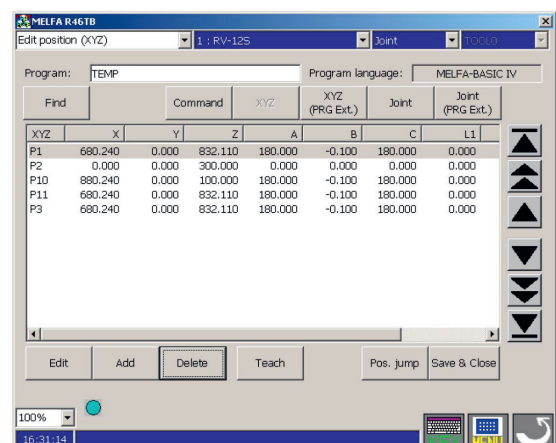 MELFA R46TB
Edit position (XYZ) 1 : RV-12S Joint TOOL0
Program: TEMP Program language: MELFA-BASIC IV
Find Command XYZ XYZ (PRG Ext.) Joint Joint (PRG Ext.)
XYZ X Y Z A B C L1
P1 680.240 0.000 832.110 180.000 -0.100 180.000 0.000
P2 0.000 0.000 300.000 0.000 0.000 0.000 0.000
P10 880.240 0.000 100.000 180.000 -0.100 180.000 0.000
P11 680.240 0.000 832.110 180.000 -0.100 180.000 0.000
P3 680.240 0.000 832.110 180.000 -0.100 180.000 0.000
Edit Add Delete Teach Pos. jump Save & Close
100%
16:31:14 MENU